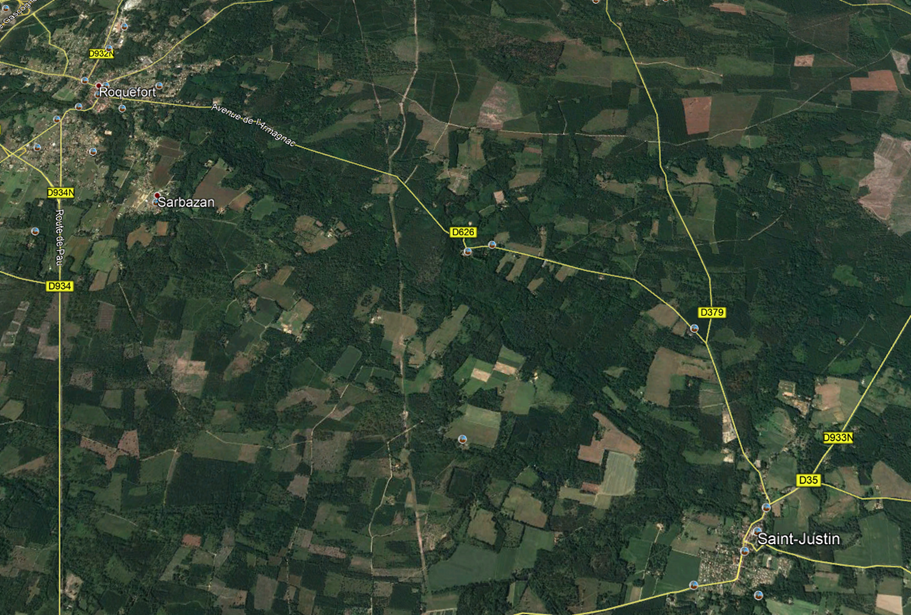 D932N
Roquefort
Avenue de l'Armagnac
D934N
Sarbazan
Route de Pau
D626
D934
D379
D933N
D35
Saint-Justin